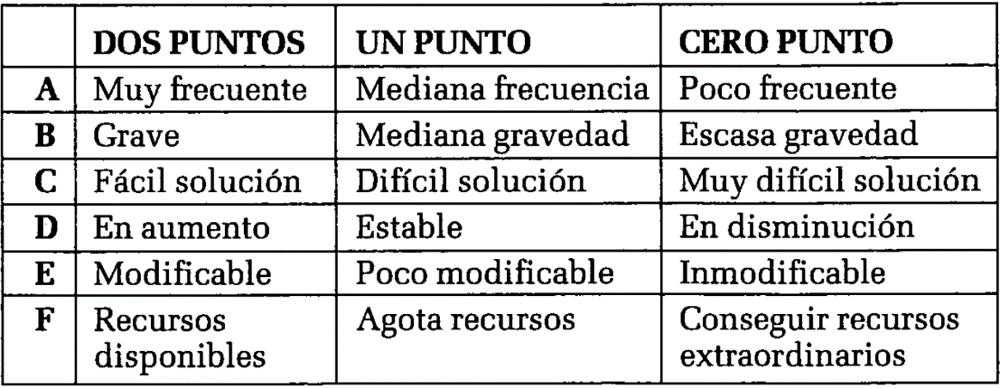 DOS PUNTOS UN PUNTO CERO PUNTO
A Muy frecuente Mediana frecuencia Poco frecuente
B Grave Mediana gravedad Escasa gravedad
C Fácil solución Difícil solución Muy difícil solución
D En aumento Estable En disminución
E Modificable Poco modificable Inmodificable
F Recursos Agota recursos Conseguir recursos
disponibles extraordinarios